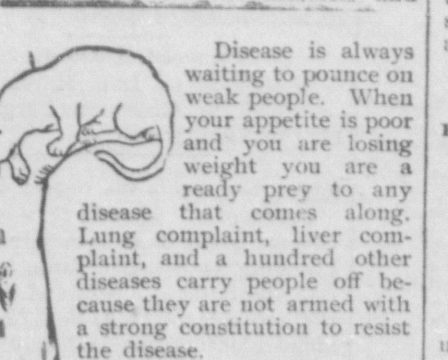 Disease is always
waiting to pounce on
weak people. When
your appetite is poor
and you are losing
weight you are a
ready prey to any
disease that comes along.
Lung complaint, liver com-
plaint, and a hundred other
diseases carry people off be-
cause they are not armed with
a strong constitution to resist
the disease.